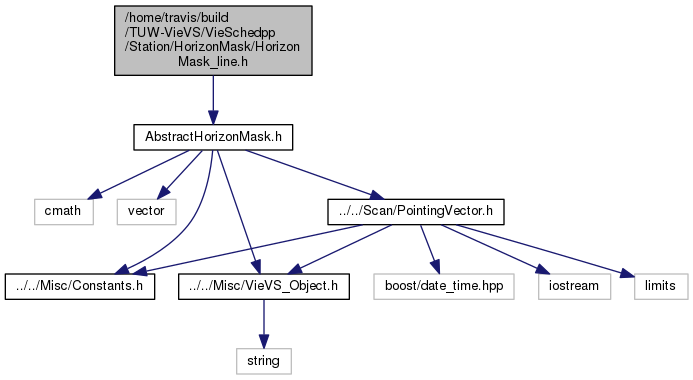 /home/travis/build
/TUW-VieVS/VieSchedpp
/Station/HorizonMask/Horizon
Mask_line.h
AbstractHorizonMask.h
cmath
vector
../../Scan/PointingVector.h
../../Misc/Constants.h
../../Misc/VieVS_Object.h
boost/date_time.hpp
iostream
limits
string